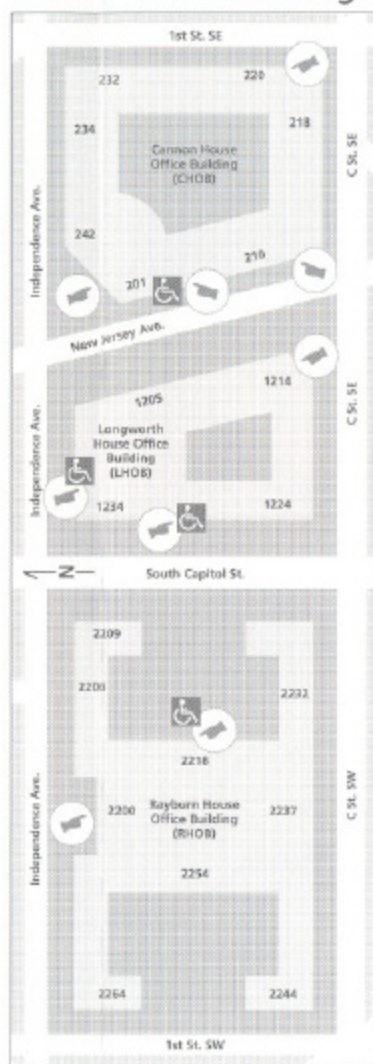 1st St. SE
232
220
234
218
Cannon House
Office Building
(CHOB)
C St. SE
Independence Ave.
242
201
210
New Jersey Ave.
1214
1205
Longworth
House Office
Building
(LHOB)
C St. SE
Independence Ave.
1234
1224
N
South Capitol St.
2209
2208
2232
2218
Independence Ave.
2200
Rayburn House
Office Building
(RHOB)
2237
C St. SW
2254
2264
2244
1st St. SW